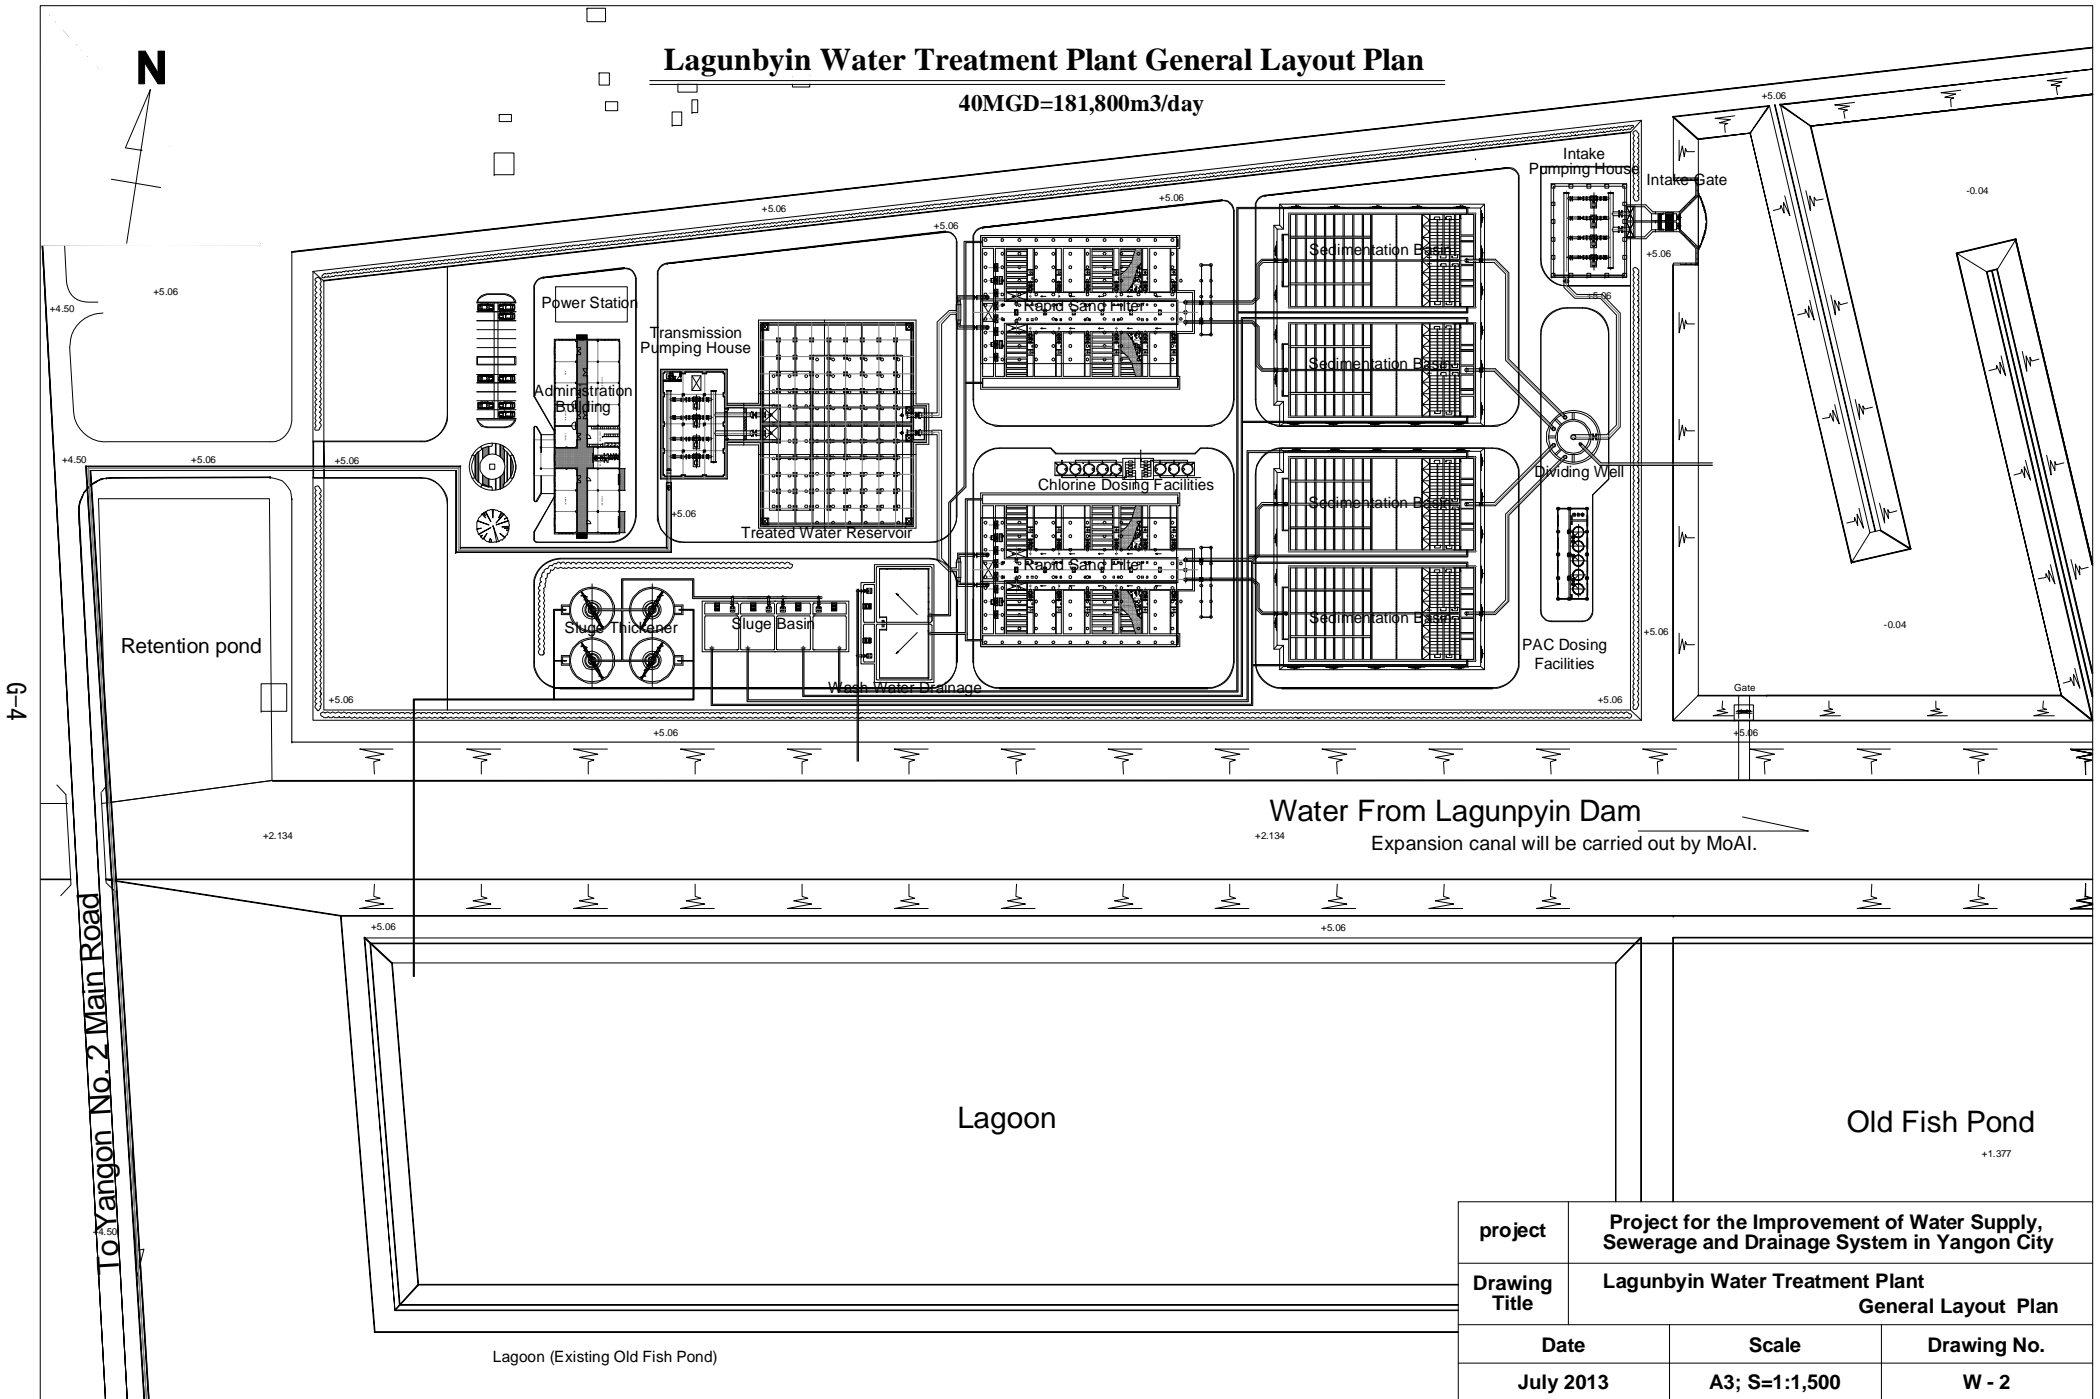 N
Lagunbyin Water Treatment Plant General Layout Plan
40MGD=181,800m3/day
+5.06
Intake
Pumping House
Intake Gate
-0.04
+5.06
+5.06
+5.06
+5.06
+5.06
+5.06
+4.50
Sedimentation Basin
Power Station
Rapid Sand Filter
Transmission
Pumping House
Sedimentation Basin
Administration
Building
+4.50
+5.06
+5.06
Dividing Well
Chlorine Dosing Facilities
Sedimentation Basin
+5.06
Treated Water Reservoir
Rapid Sand Filter
Sluge Thickener
Sluge Basin
Sedimentation Basin
-0.04
+5.06
Retention pond
PAC Dosing
Facilities
Wash Water Drainage
Gate
+5.06
+5.06
+5.06
+5.06
G-4
Water From Lagunpyin Dam
+2.134
+2.134
Expansion canal will be carried out by MoAI.
+5.06
+5.06
To Yangon No. 2 Main Road
+4.50
Lagoon
Old Fish Pond
+1.377
Lagoon (Existing Old Fish Pond)
project
Project for the Improvement of Water Supply,
Sewerage and Drainage System in Yangon City
Drawing
Title
Lagunbyin Water Treatment Plant
General Layout Plan
Date
Scale
Drawing No.
July 2013
A3; S=1:1,500
W - 2